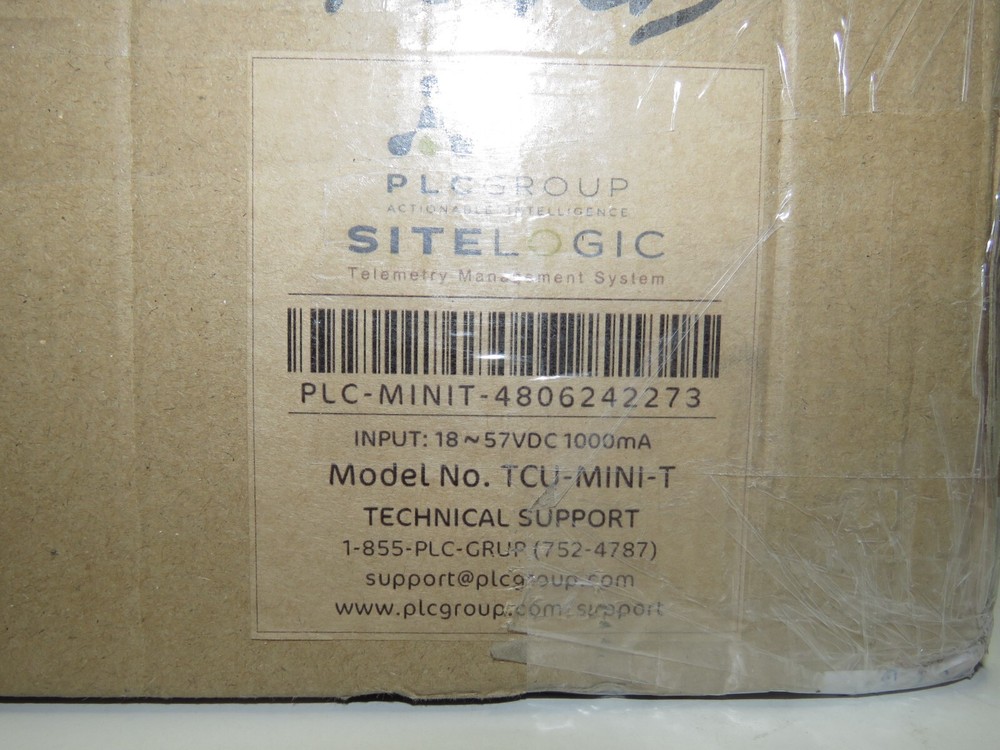 PLCGROUP
ACTIONABLE INTELLIGENCE
SITELOGIC
Telemetry Management System
PLC-MINIT-4806242273
INPUT: 18~57VDC 1000mA
Model No. TCU-MINI-T
TECHNICAL SUPPORT
1-855-PLC-GRUP (752-4787)
support@plcgroup.com
www.plcgroup.com/support